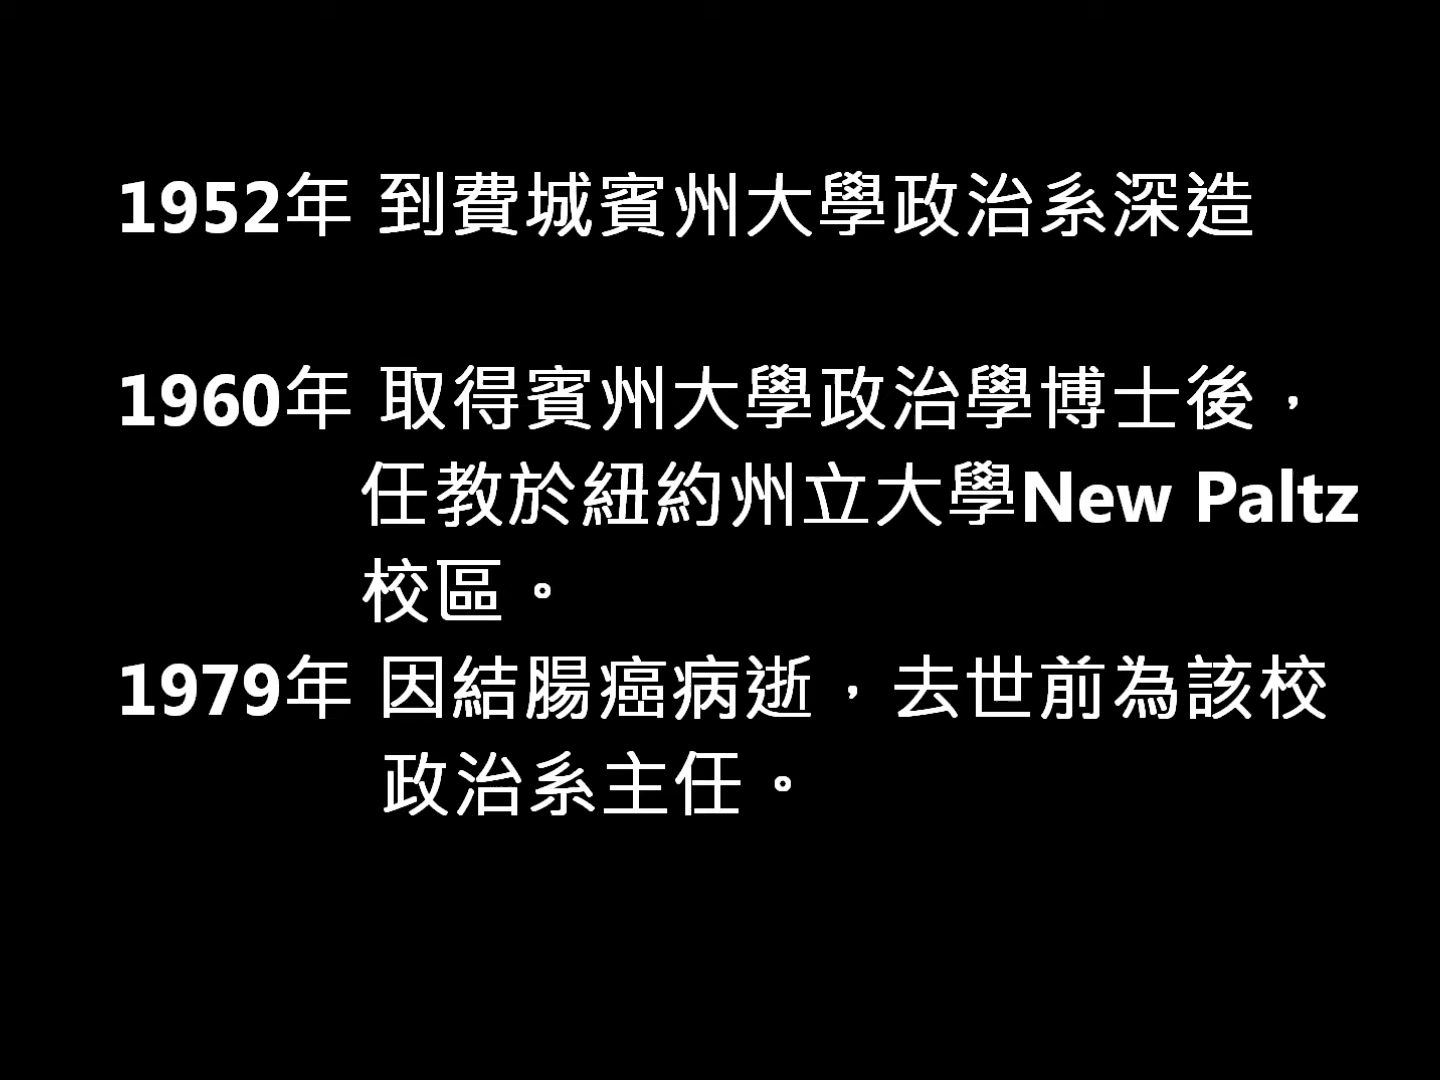 1952年 到費城賓州大學政治系深造
1960年 取得賓州大學政治學博士後，
任教於紐約州立大學New Paltz
校區。
1979年 因結腸癌病逝，去世前為該校
政治系主任。